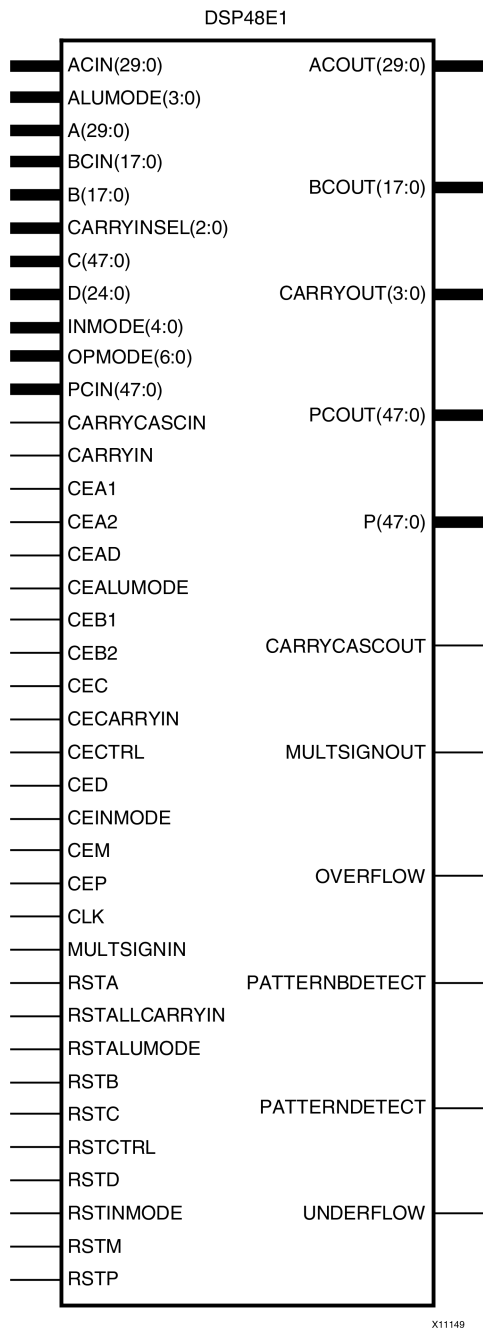 DSP48E1
ACIN(29:0)
ALUMODE(3:0)
A(29:0)
BCIN(17:0)
B(17:0)
CARRYINSEL(2:0)
C(47:0)
D(24:0)
INMODE(4:0)
OPMODE(6:0)
PCIN(47:0)
CARRYCASCIN
CARRYIN
CEA1
CEA2
CEAD
CEALUMODE
CEB1
CEB2
CEC
CECARRYIN
CECTRL
CED
CEINMODE
CEM
CEP
CLK
MULTSIGNIN
RSTA
RSTALLCARRYIN
RSTALUMODE
RSTB
RSTC
RSTCTRL
RSTD
RSTINMODE
RSTM
RSTP
ACOUT(29:0)
BCOUT(17:0)
CARRYOUT(3:0)
PCOUT(47:0)
P(47:0)
CARRYCASCOUT
MULTSIGNOUT
OVERFLOW
PATTERNBDETECT
PATTERNDETECT
UNDERFLOW
X11149